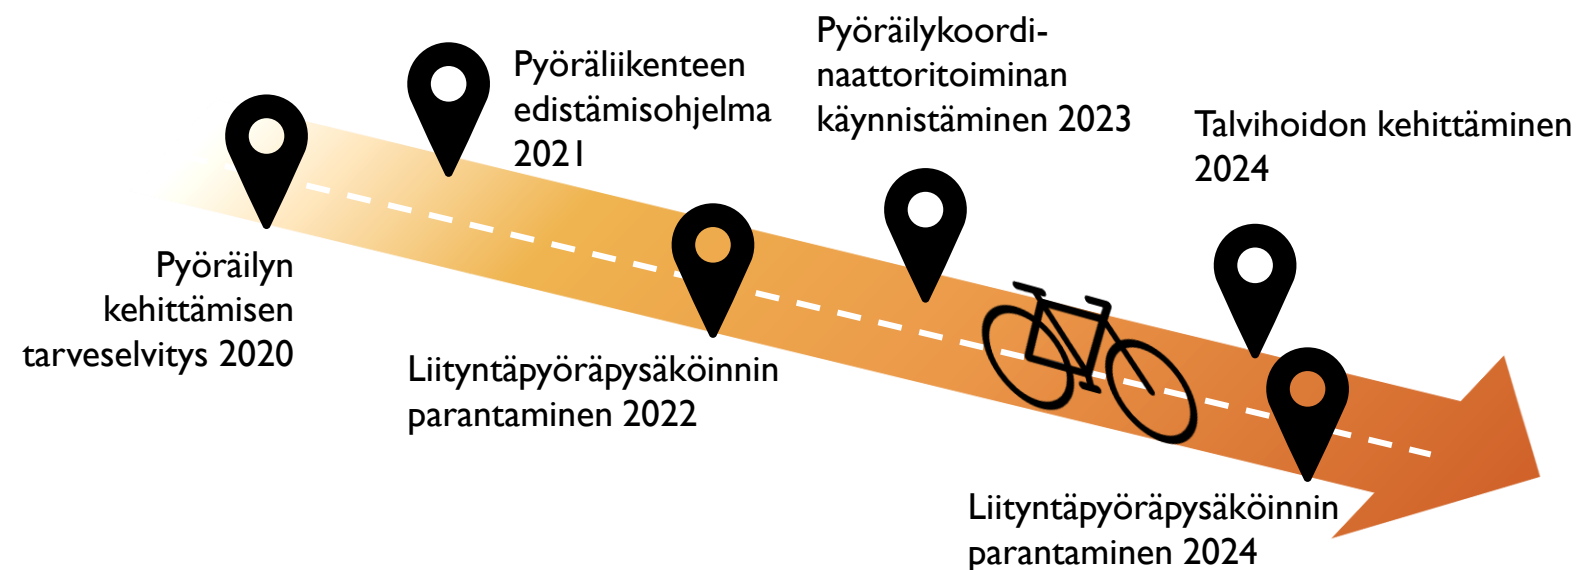 Pyöräilyn
kehittämisen
tarveselvitys 2020
Pyöräliikenteen
edistämisohjelma
2021
Liityntäpyöräpysäköinnin
parantaminen 2022
Pyöräilykoordi-
naattoritoiminan
käynnistäminen 2023
Talvihoidon kehittäminen
2024
Liityntäpyöräpysäköinnin
parantaminen 2024